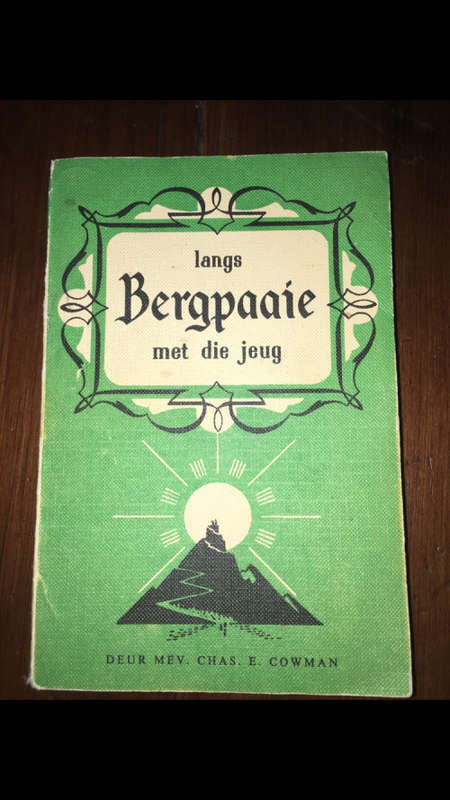 langs
Bergpaaie
met die jeug
DEUR MEV. CHAS. E. COWMAN